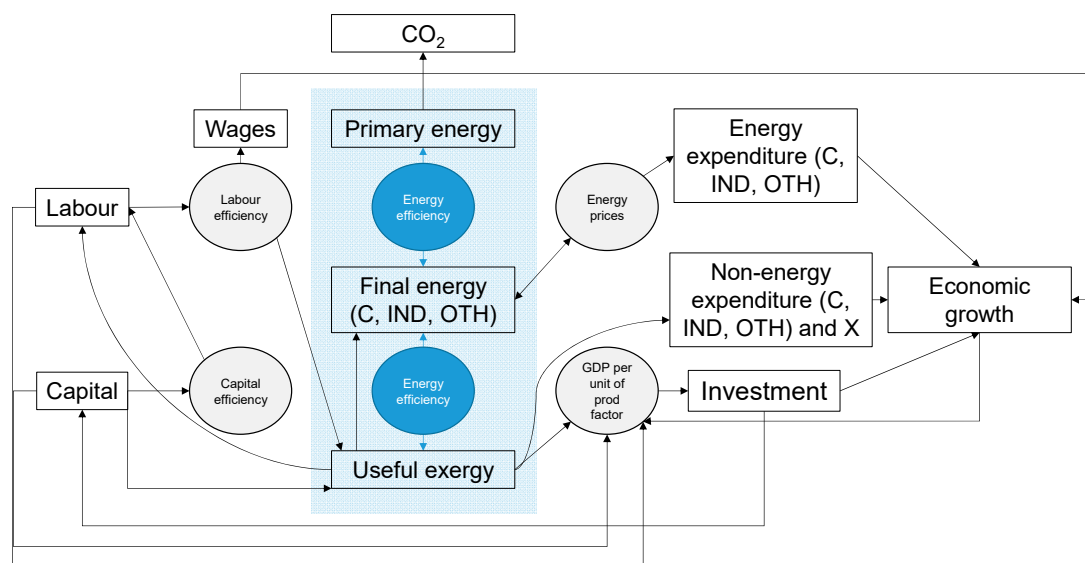 CO₂
Wages
Primary energy
Energy
expenditure (C,
IND, OTH)
Labour
Labour
efficiency
Energy
efficiency
Energy
prices
Final energy
(C, IND, OTH)
Non-energy
expenditure (C,
IND, OTH) and X
Economic
growth
Capital
Capital
efficiency
Energy
efficiency
GDP per
unit of
prod
factor
Investment
Useful exergy